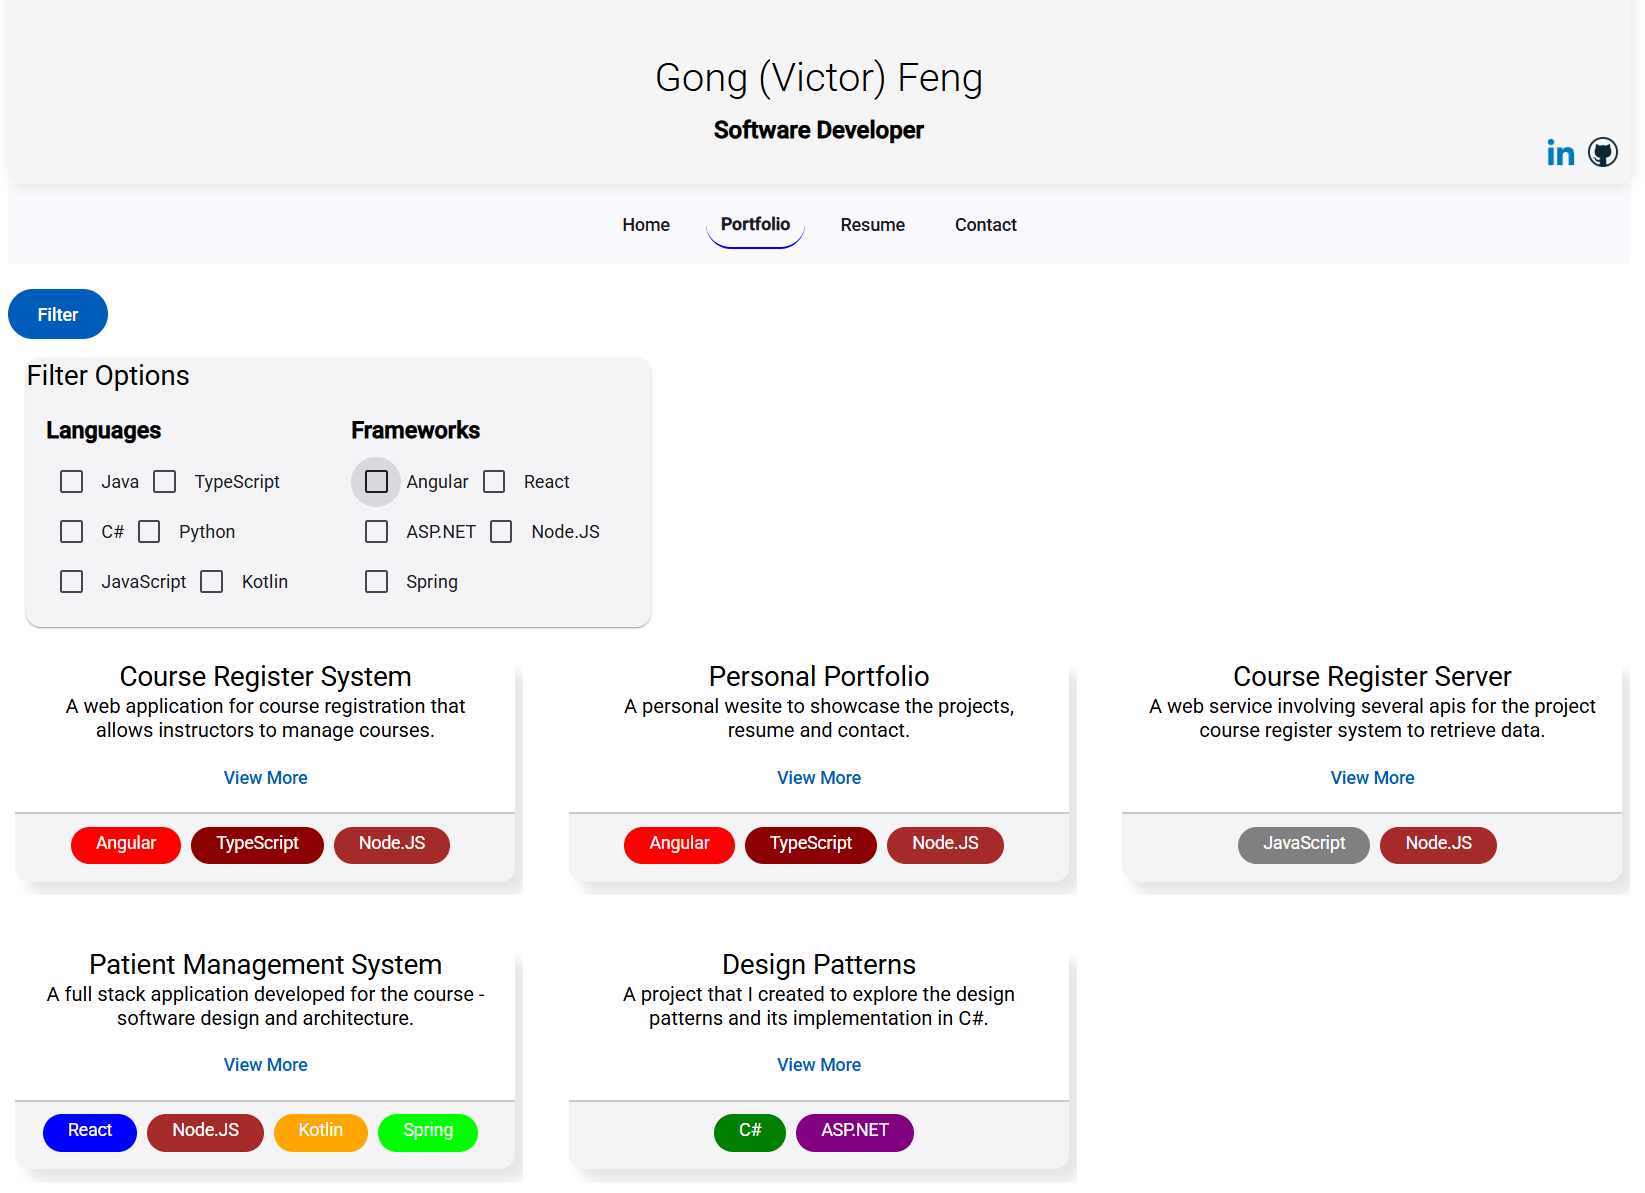 Gong (Victor) Feng
Software Developer
in
Home Portfolio Resume Contact
Filter
Filter Options
Languages Frameworks
Java TypeScript Angular React
C# Python ASP.NET Node.JS
JavaScript Kotlin Spring
Course Register System
A web application for course registration that
allows instructors to manage courses.
View More
Angular TypeScript Node.JS
Personal Portfolio
A personal wesite to showcase the projects,
resume and contact.
View More
Angular TypeScript Node.JS
Course Register Server
A web service involving several apis for the project
course register system to retrieve data.
View More
JavaScript Node.JS
Patient Management System
A full stack application developed for the course -
software design and architecture.
View More
React Node.JS Kotlin Spring
Design Patterns
A project that I created to explore the design
patterns and its implementation in C#.
View More
C# ASP.NET